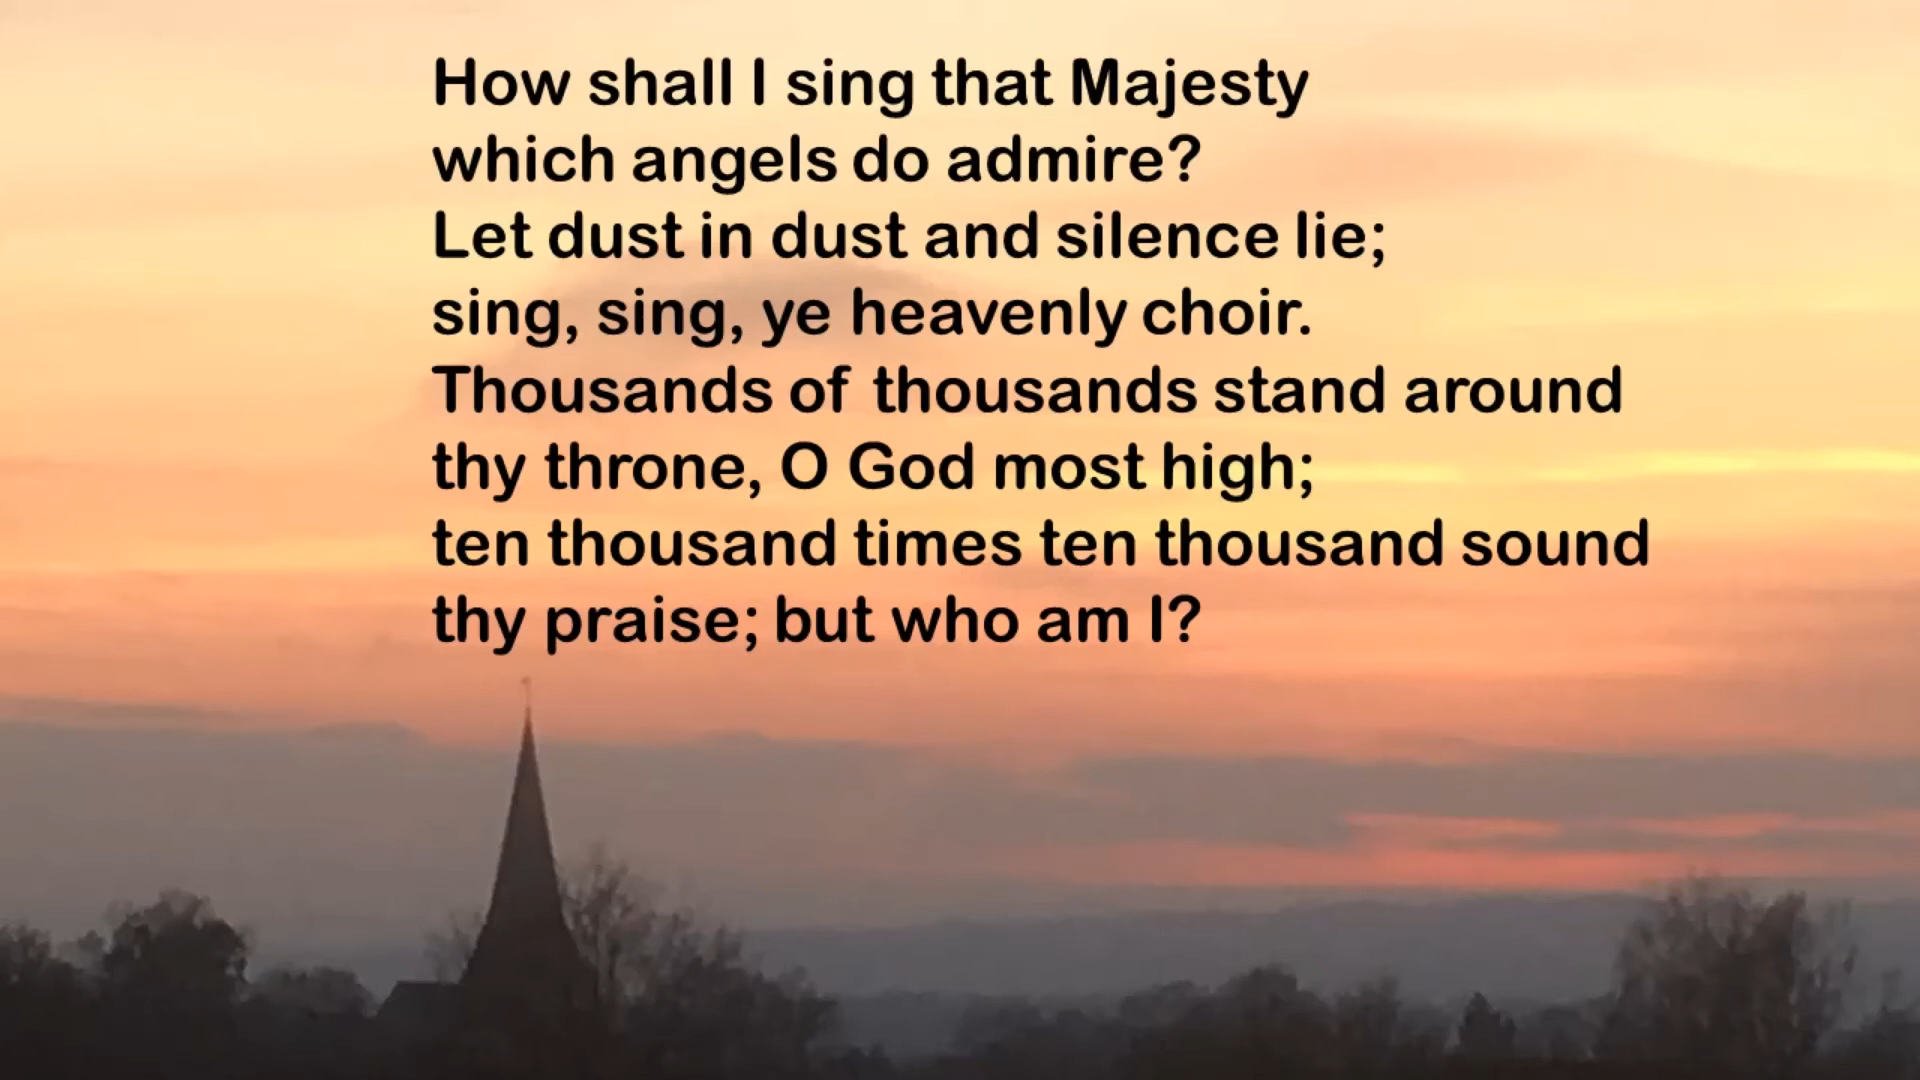 How shall I sing that Majesty
which angels do admire?
Let dust in dust and silence lie;
sing, sing, ye heavenly choir.
Thousands of thousands stand around
thy throne, O God most high;
ten thousand times ten thousand sound
thy praise; but who am I?